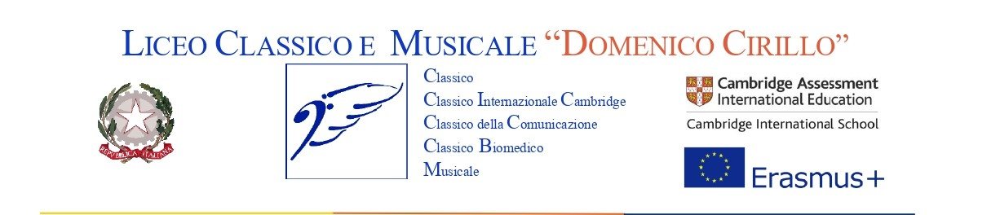 LICEO CLASSICO E MUSICALE “DOMENICO CIRILLO”
REPVBBLICA ITALIANA
Classico
Classico Internazionale Cambridge
Classico della Comunicazione
Classico Biomedico
Musicale
Cambridge Assessment
International Education
Cambridge International School
Erasmus+